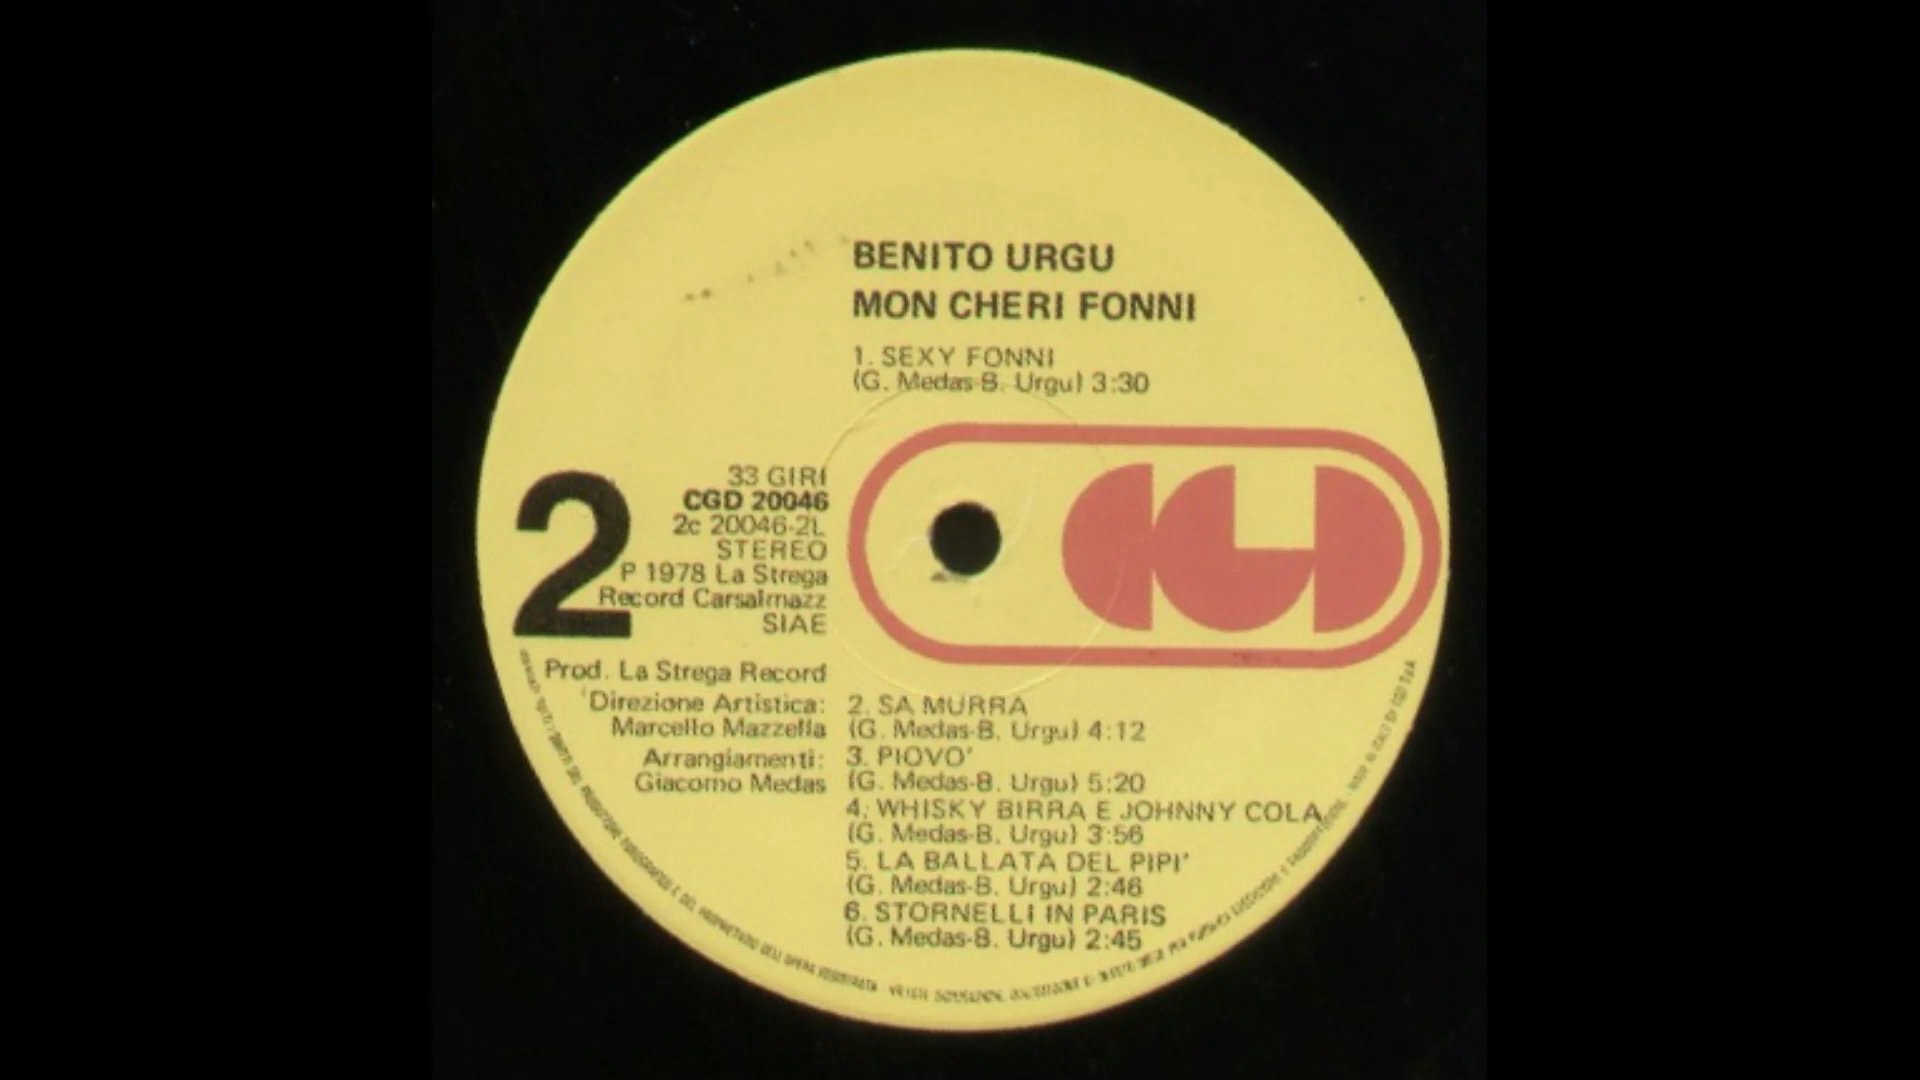 BENITO URGU
MON CHERI FONNI
1. SEXY FONNI
(G. Medas-B. Urgu) 3:30
2
33 GIRI
CGD 20046
2c 20046-2L
STEREO
P 1978 La Strega
Record Carsalmazz
SIAE
CGD
Prod. La Strega Record
Direzione Artistica:
Marcello Mazzella
Arrangiamenti:
Giacomo Medas
2. SA MURRA
(G. Medas-B. Urgu) 4:12
3. PIOVO'
(G. Medas-B. Urgu) 5:20
4. WHISKY BIRRA E JOHNNY COLA
(G. Medas-B. Urgu) 3:56
5. LA BALLATA DEL PIPI'
(G. Medas-B. Urgu) 2:46
6. STORNELLI IN PARIS
(G. Medas-B. Urgu) 2:45